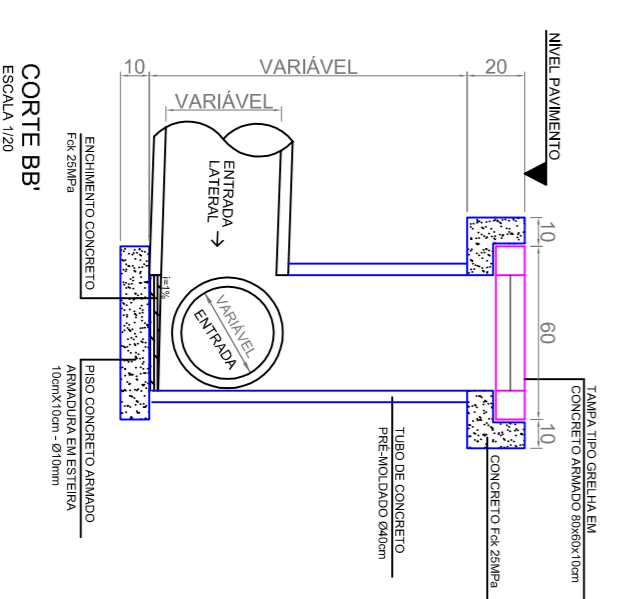 NÍVEL PAVIMENTO
10
VARIÁVEL
20
VARIÁVEL
10
60
10
ENTRADA
LATERAL →
VARIÁVEL
ENTRADA
i=1%
TAMPA TIPO GRELHA EM
CONCRETO ARMADO 80x60x10cm
CONCRETO Fck 25MPa
TUBO DE CONCRETO
PRÉ-MOLDADO Ø40cm
ENCHIMENTO CONCRETO
Fck 25MPa
PISO CONCRETO ARMADO
ARMADURA EM ESTEIRA
10cmX10cm - Ø10mm
CORTE BB'
ESCALA 1/20